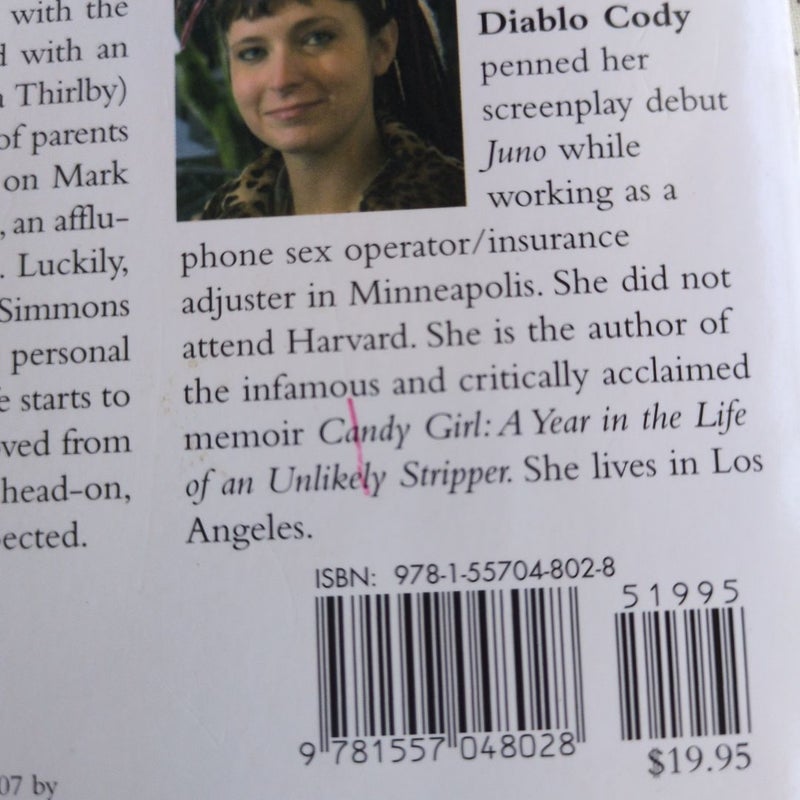 with the
with an
Thirlby)
of parents
on Mark
, an afflu-
. Luckily,
Simmons
personal
starts to
ved from
head-on,
ected.
Diablo Cody
penned her
screenplay debut
Juno while
working as a
phone sex operator/insurance
adjuster in Minneapolis. She did not
attend Harvard. She is the author of
the infamous and critically acclaimed
memoir Candy Girl: A Year in the Life
of an Unlikely Stripper. She lives in Los
Angeles.
ISBN: 978-1-55704-802-8
51995
9 781557 048028
$19.95
07 by